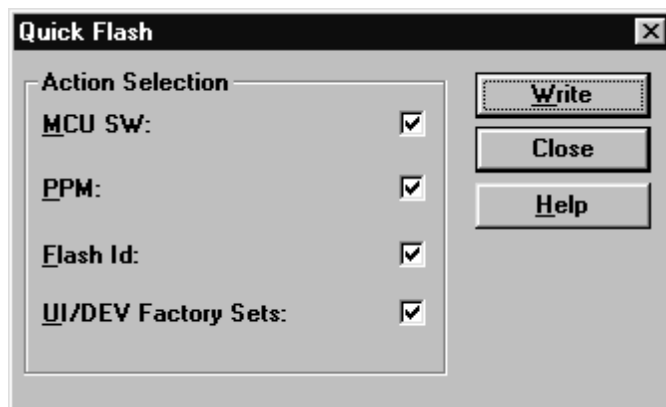 Quick Flash
Action Selection
MCU SW:
PPM:
Flash Id:
UI/DEV Factory Sets:
Write
Close
Help